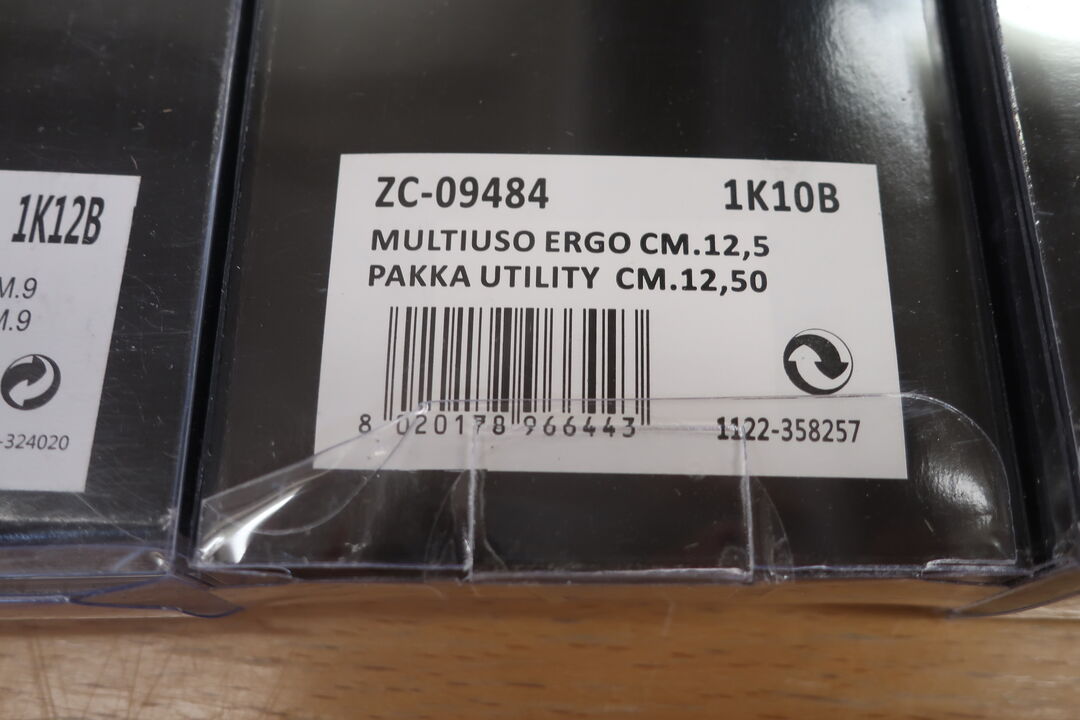 1K12B
M.9
M.9
-324020
ZC-09484 1K10B
MULTIUSO ERGO CM.12,5
PAKKA UTILITY CM.12,50
8 020178 966443
1122-358257